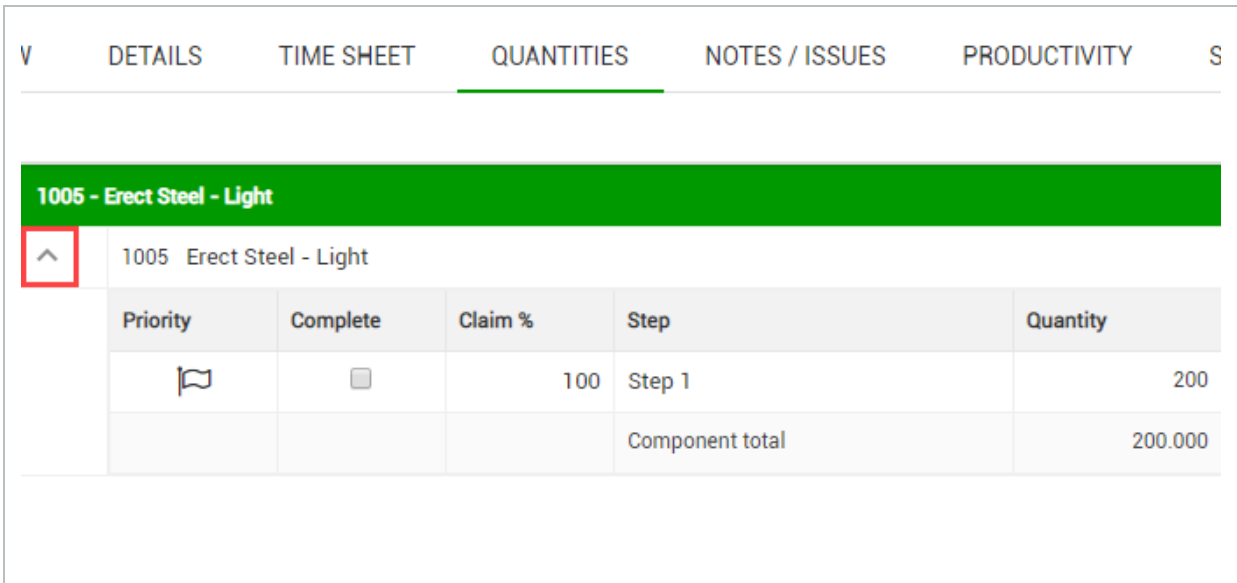 DETAILS TIME SHEET QUANTITIES NOTES / ISSUES PRODUCTIVITY
1005 - Erect Steel - Light
1005 Erect Steel - Light
Priority Complete Claim % Step Quantity
100 Step 1 200
Component total 200.000